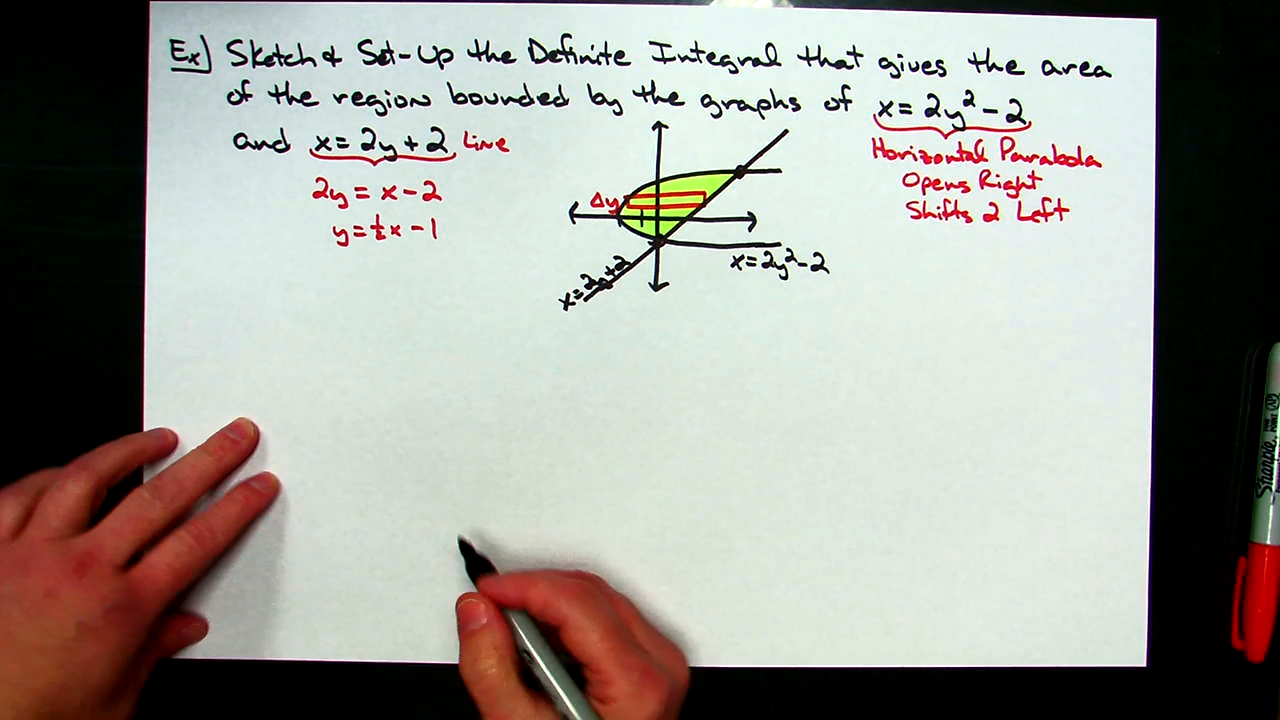 Ex) Sketch & Set-Up the Definite Integral that gives the area
of the region bounded by the graphs of x = 2y² - 2
and x = 2y + 2 Line
Horizontal Parabola
Opens Right
Shifts 2 Left
2y = x - 2
y = ½x - 1
Δy
x = 2y² - 2
x = 2y + 2
Sharpie